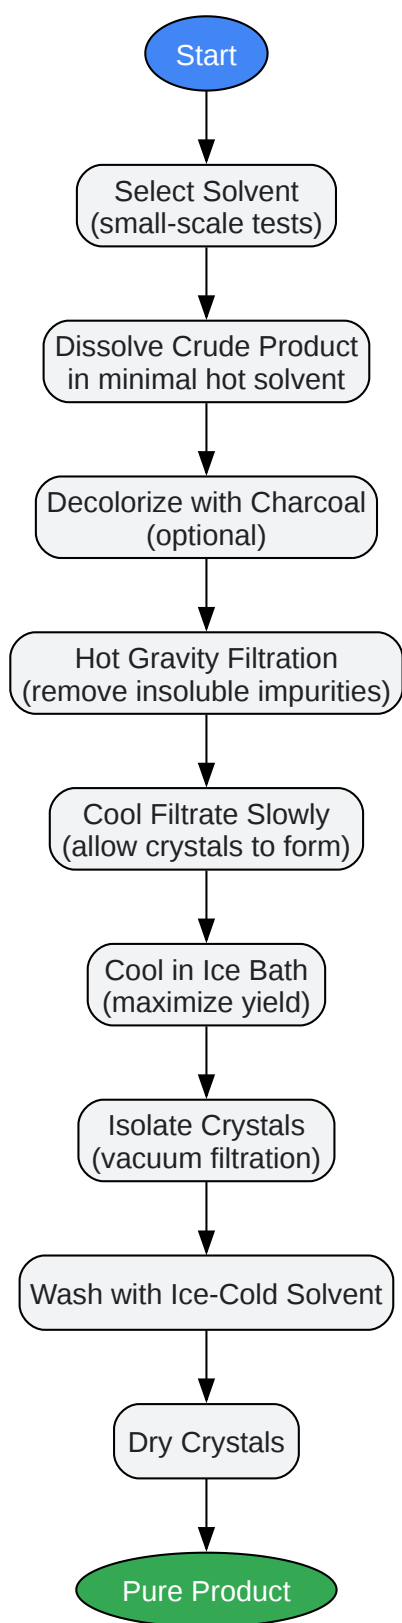 Start
Select Solvent
(small-scale tests)
Dissolve Crude Product
in minimal hot solvent
Decolorize with Charcoal
(optional)
Hot Gravity Filtration
(remove insoluble impurities)
Cool Filtrate Slowly
(allow crystals to form)
Cool in Ice Bath
(maximize yield)
Isolate Crystals
(vacuum filtration)
Wash with Ice-Cold Solvent
Dry Crystals
Pure Product